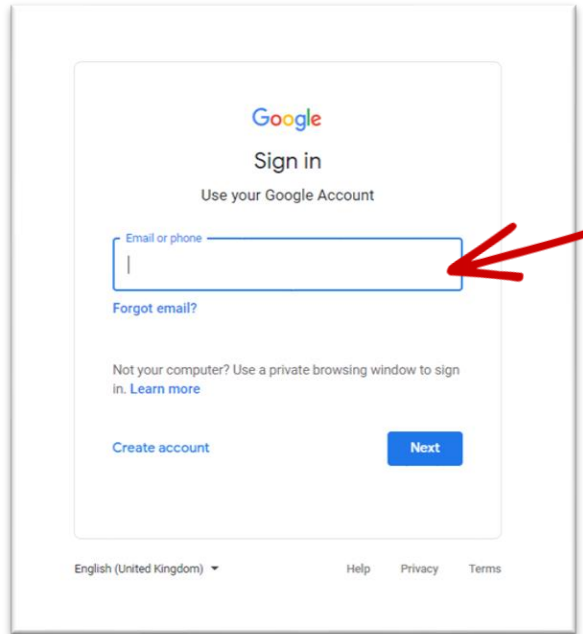 Google
Sign in
Use your Google Account
Email or phone
Forgot email?
Not your computer? Use a private browsing window to sign
in. Learn more
Create account
Next
English (United Kingdom)
Help Privacy Terms